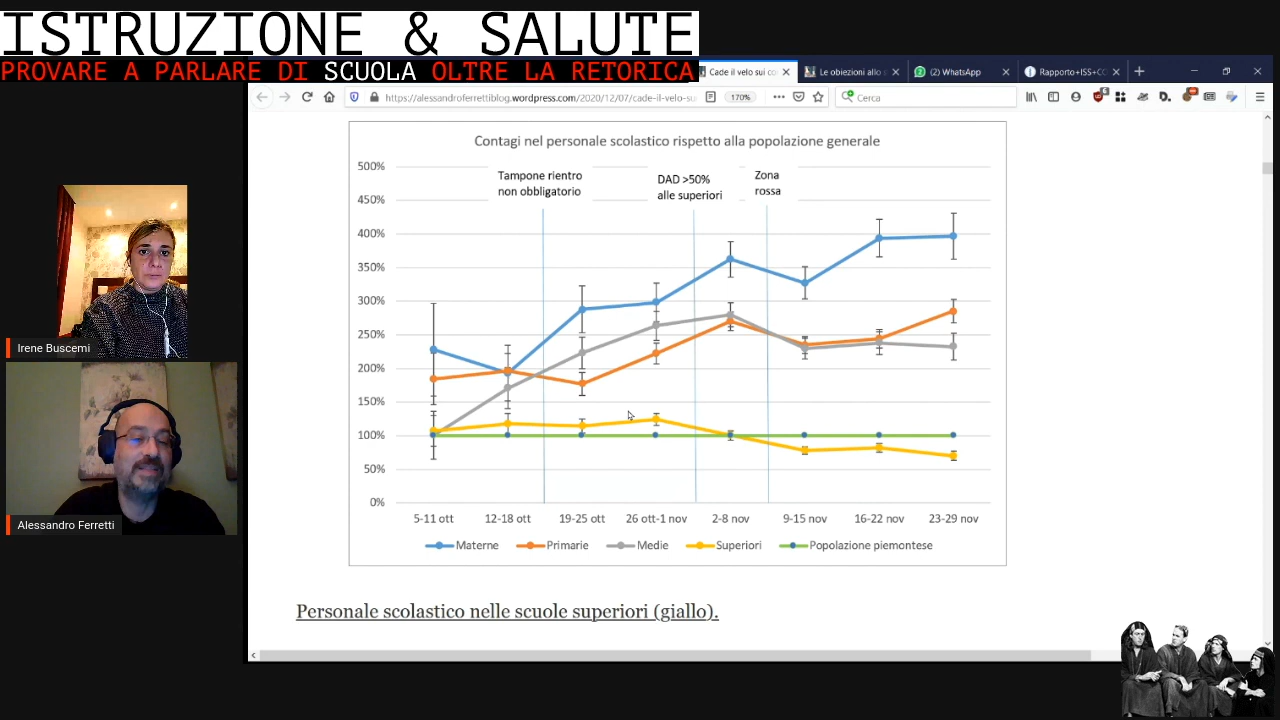 ISTRUZIONE & SALUTE
PROVARE A PARLARE DI SCUOLA OLTRE LA RETORICA
Cade il velo sui co
Le obiezioni allo
(2) WhatsApp
Rapporto+ISS+CO
https://alessandroferrettiblog.wordpress.com/2020/12/07/cade-il-velo-su
170%
Cerca
Contagi nel personale scolastico rispetto alla popolazione generale
500%
450%
400%
350%
300%
250%
200%
150%
100%
50%
0%
Tampone rientro
non obbligatorio
DAD >50%
alle superiori
Zona
rossa
5-11 ott
12-18 ott
19-25 ott
26 ott-1 nov
2-8 nov
9-15 nov
16-22 nov
23-29 nov
Materne
Primarie
Medie
Superiori
Popolazione piemontese
Personale scolastico nelle scuole superiori (giallo).
Irene Buscemi
Alessandro Ferretti